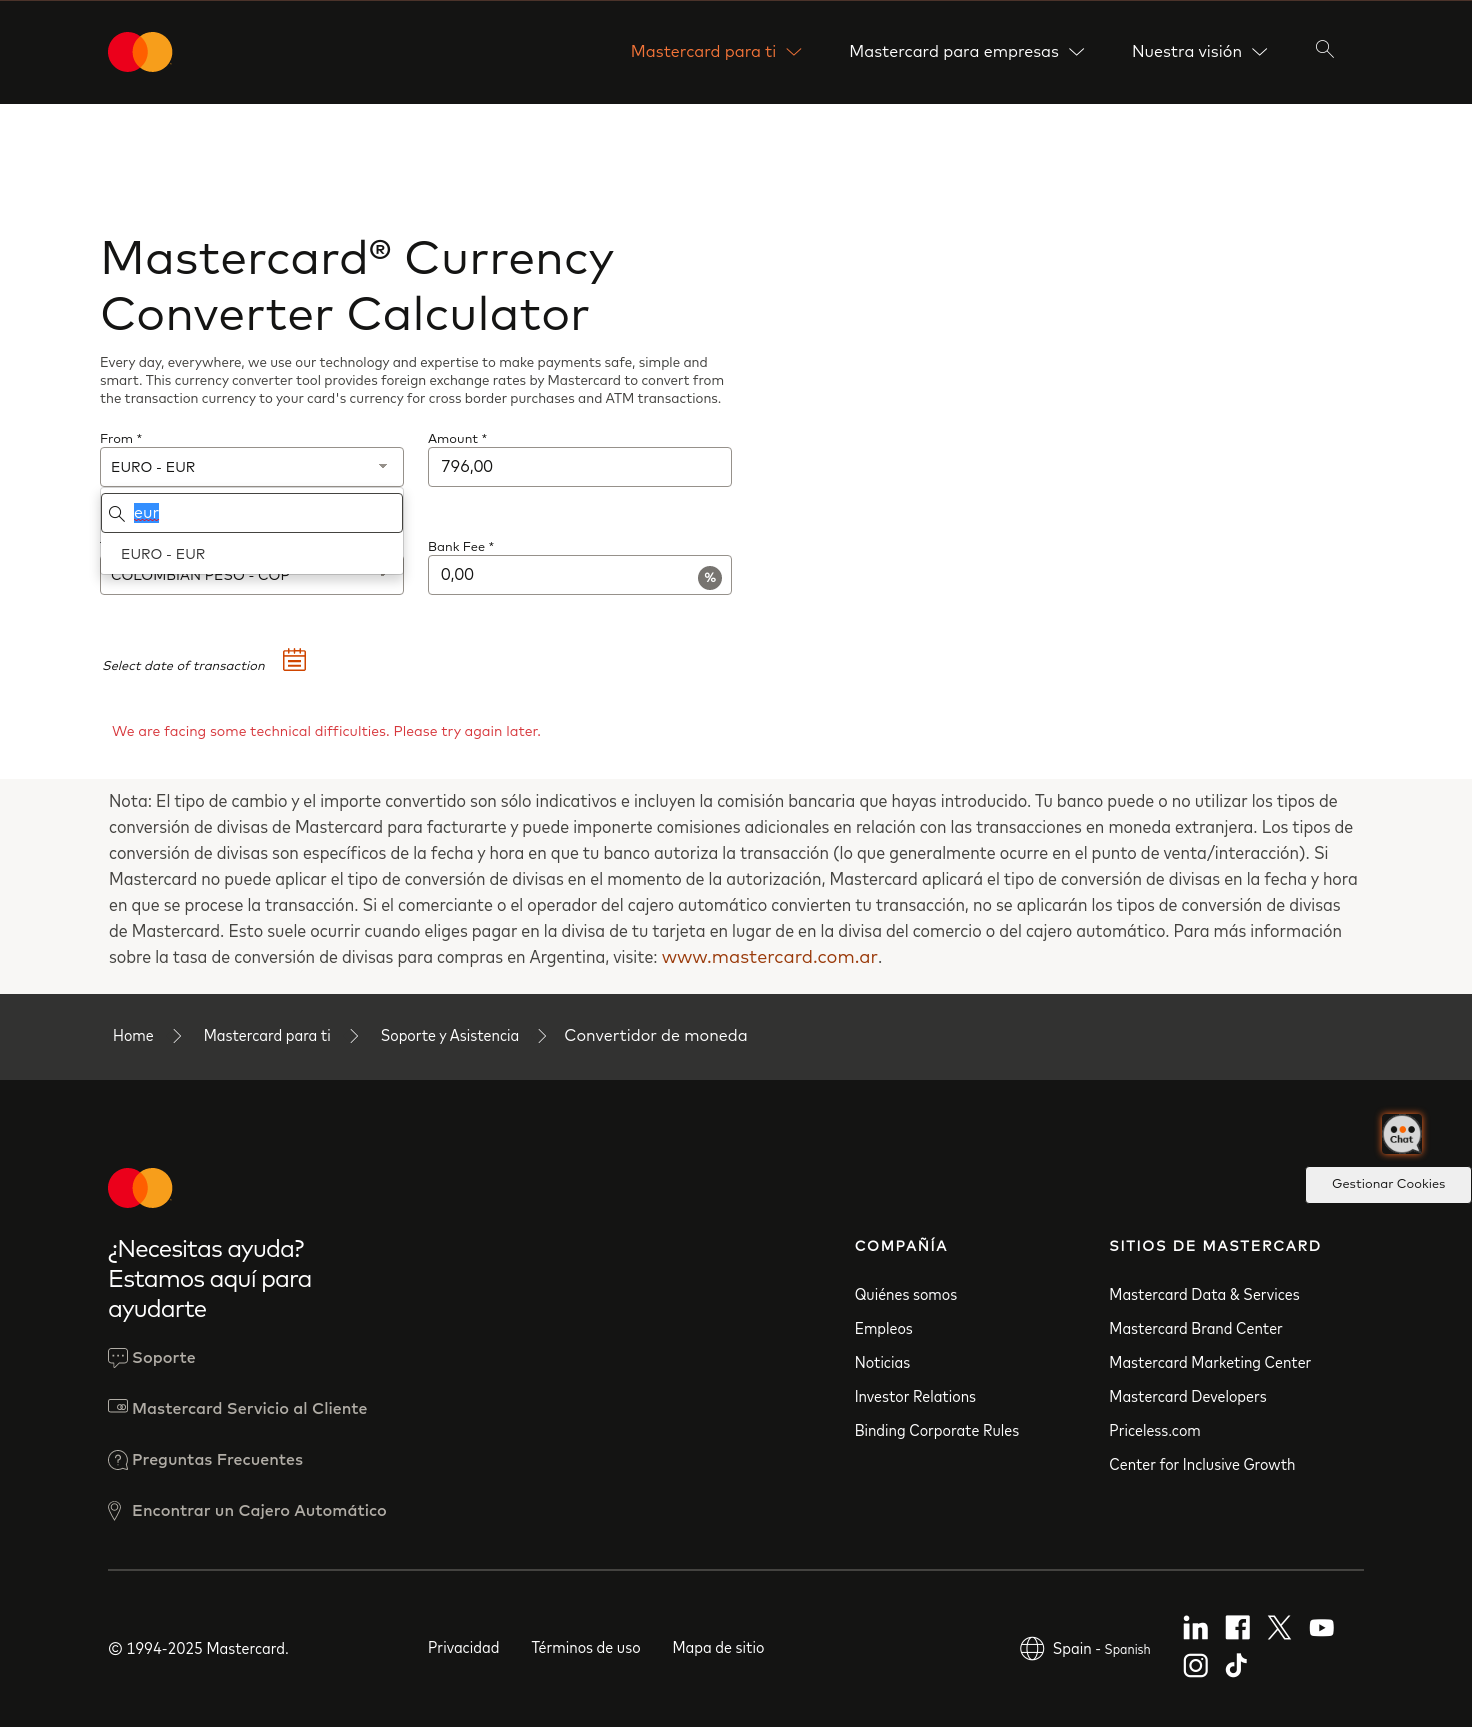 Mastercard para ti
Mastercard para empresas
Nuestra visión
Mastercard® Currency
Converter Calculator
Every day, everywhere, we use our technology and expertise to make payments safe, simple and
smart. This currency converter tool provides foreign exchange rates by Mastercard to convert from
the transaction currency to your card's currency for cross border purchases and ATM transactions.
From *
Amount *
EURO - EUR
796,00
eur
EURO - EUR
Bank Fee *
COLOMBIAN PESO - COP
0,00
%
Select date of transaction
We are facing some technical difficulties. Please try again later.
Nota: El tipo de cambio y el importe convertido son sólo indicativos e incluyen la comisión bancaria que hayas introducido. Tu banco puede o no utilizar los tipos de
conversión de divisas de Mastercard para facturarte y puede imponerte comisiones adicionales en relación con las transacciones en moneda extranjera. Los tipos de
conversión de divisas son específicos de la fecha y hora en que tu banco autoriza la transacción (lo que generalmente ocurre en el punto de venta/interacción). Si
Mastercard no puede aplicar el tipo de conversión de divisas en el momento de la autorización, Mastercard aplicará el tipo de conversión de divisas en la fecha y hora
en que se procese la transacción. Si el comerciante o el operador del cajero automático convierten tu transacción, no se aplicarán los tipos de conversión de divisas
de Mastercard. Esto suele ocurrir cuando eliges pagar en la divisa de tu tarjeta en lugar de en la divisa del comercio o del cajero automático. Para más información
sobre la tasa de conversión de divisas para compras en Argentina, visite: www.mastercard.com.ar.
Home
Mastercard para ti
Soporte y Asistencia
Convertidor de moneda
Chat
Gestionar Cookies
¿Necesitas ayuda?
Estamos aquí para
ayudarte
Soporte
Mastercard Servicio al Cliente
Preguntas Frecuentes
Encontrar un Cajero Automático
COMPAÑÍA
Quiénes somos
Empleos
Noticias
Investor Relations
Binding Corporate Rules
SITIOS DE MASTERCARD
Mastercard Data & Services
Mastercard Brand Center
Mastercard Marketing Center
Mastercard Developers
Priceless.com
Center for Inclusive Growth
© 1994-2025 Mastercard.
Privacidad
Términos de uso
Mapa de sitio
Spain - Spanish